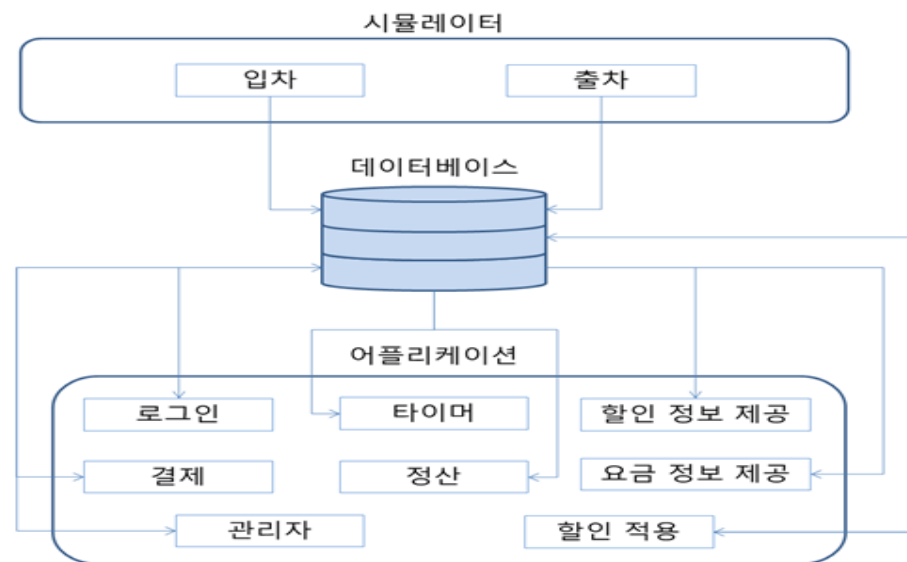 시뮬레이터
입차
출차
데이터베이스
어플리케이션
로그인
타이머
할인 정보 제공
결제
정산
요금 정보 제공
관리자
할인 적용